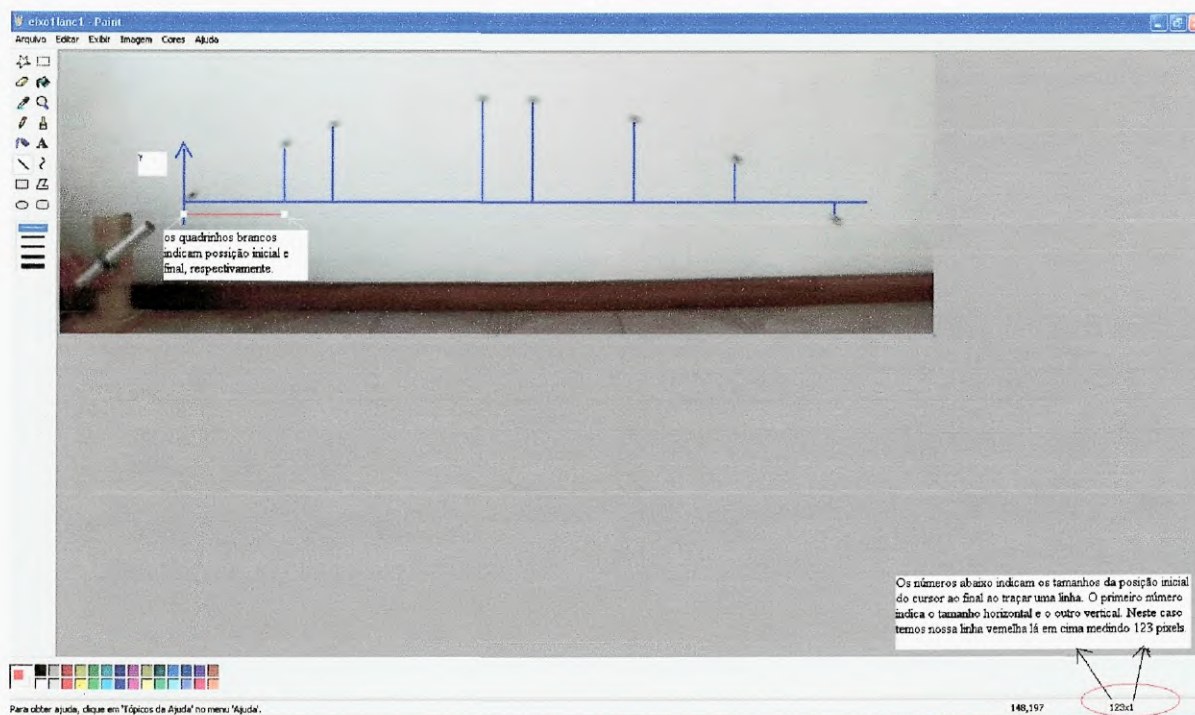 eixo1lanc1 - Paint
Arquivo Editar Exibir Imagem Cores Ajuda
A
Y
os quadrinhos brancos
indicam possição inicial e
final, respectivamente.
Os números abaixo indicam os tamanhos da posição inicial
do cursor ao final ao traçar uma linha. O primeiro número
indica o tamanho horizontal e o outro vertical. Neste caso
temos nossa linha vemelha lá em cima medindo 123 pixels.
Para obter ajuda, clique em 'Tópicos da Ajuda' no menu 'Ajuda'.
148,197
123x1